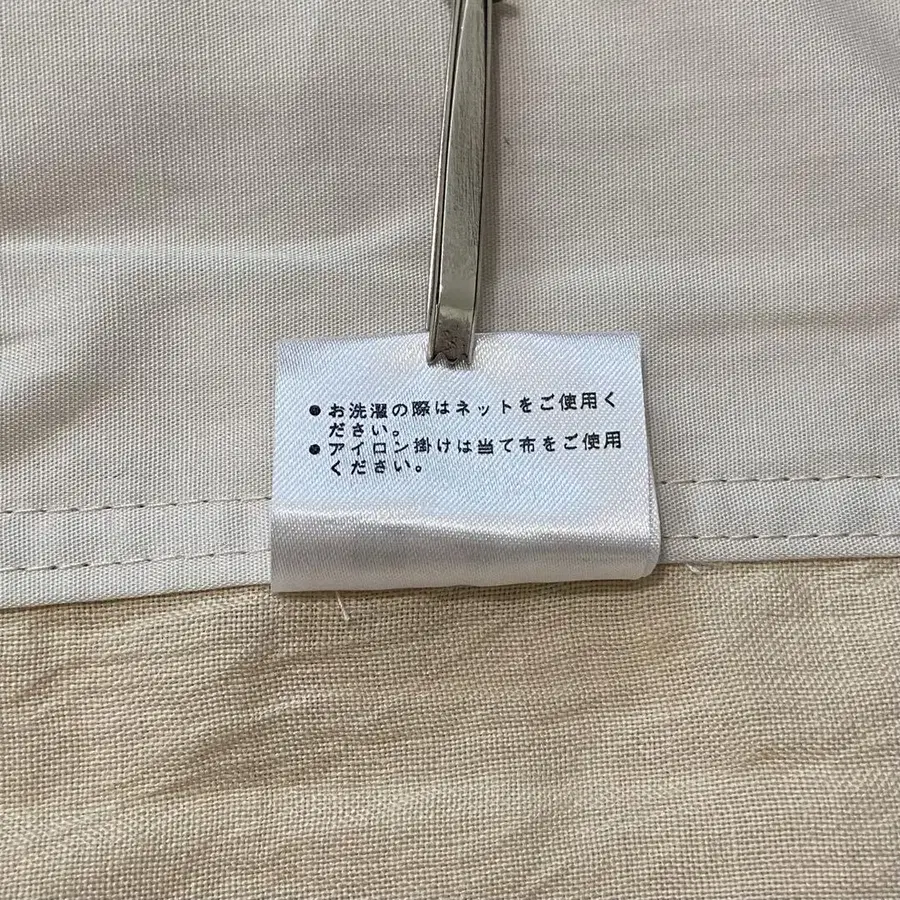 ●お洗濯の際はネットをご使用く
ださい。
●アイロン掛けは当て布をご使用
ください。